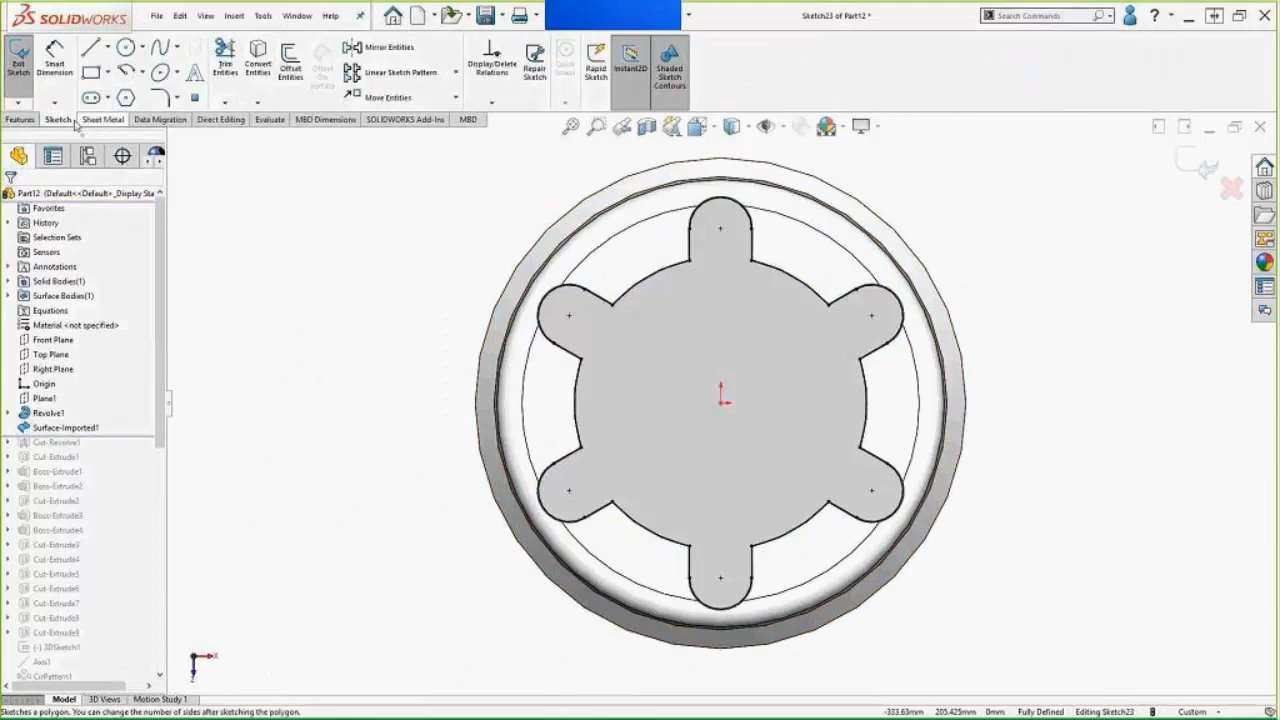 SOLIDWORKS File Edit View Insert Tools Window Help Sketch23 of Part12 * Search Commands ?
Exit Sketch
Smart Dimension
Trim Entities
Convert Entities
Offset Entities
Offset On Surface
Mirror Entities
Linear Sketch Pattern
Move Entities
Display/Delete Relations
Repair Sketch
Quick Snaps
Rapid Sketch
Instant2D
Shaded Sketch Contours
Features Sketch Sheet Metal Data Migration Direct Editing Evaluate MBD Dimensions SOLIDWORKS Add-Ins MBD
Part12 (Default<<Default>_Display Sta
Favorites
History
Selection Sets
Sensors
Annotations
Solid Bodies(1)
Surface Bodies(1)
Equations
Material <not specified>
Front Plane
Top Plane
Right Plane
Origin
Plane1
Revolve1
Surface-Imported1
Cut-Revolve1
Cut-Extrude1
Boss-Extrude1
Boss-Extrude2
Cut-Extrude2
Boss-Extrude3
Boss-Extrude4
Cut-Extrude3
Cut-Extrude4
Cut-Extrude5
Cut-Extrude6
Cut-Extrude7
Cut-Extrude8
Cut-Extrude9
(-) 3DSketch1
Axis1
CirPattern1
X
Z
Model 3D Views Motion Study 1
Sketches a polygon. You can change the number of sides after sketching the polygon. -333.63mm 205.425mm 0mm Fully Defined Editing Sketch23 Custom